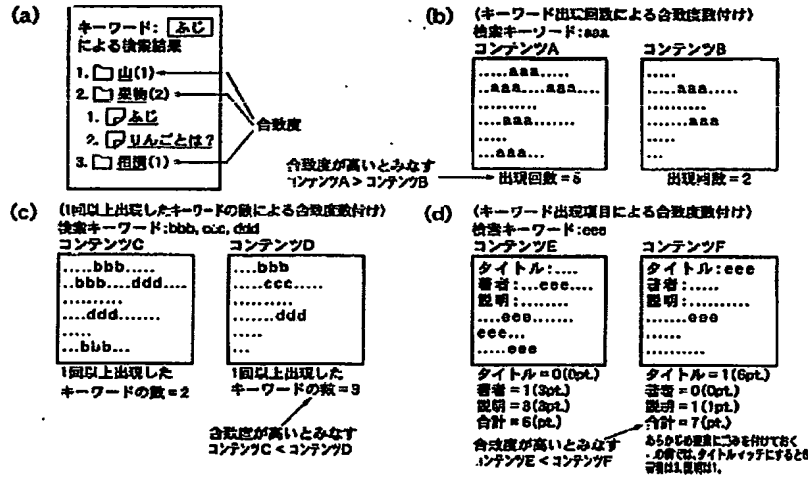 (a)
キーワード: ふじ
による検索結果
1. 山(1)
2. 果物(2)
1. ふじ
2. りんごとは?
3. 相撲(1)
合致度
(b) 〈キーワード出現回数による合致度数付け〉
検索キーワード:aaa
コンテンツA
.....aaa.....
..aaa....aaa....
..........
....aaa.......
.....
...aaa...
出現回数=5
コンテンツB
.....
.....aaa.....
..........
.......aaa
.....
...
出現回数=2
合致度が高いとみなす
コンテンツA>コンテンツB
(c) 〈1回以上出現したキーワードの数による合致度数付け〉
検索キーワード:bbb, ccc, ddd
コンテンツC
.....bbb.....
..bbb....ddd....
..........
....ddd.......
.....
...bbb...
1回以上出現した
キーワードの数=2
コンテンツD
....bbb
.....ccc.....
..........
.......ddd
.....
...
1回以上出現した
キーワードの数=3
合致度が高いとみなす
コンテンツC<コンテンツD
(d) 〈キーワード出現項目による合致度数付け〉
検索キーワード:eee
コンテンツE
タイトル:....
著者:...eee....
説明:..........
....eee.......
eee...
.....eee
タイトル=0(0pt.)
著者=1(3pt.)
説明=3(3pt.)
合計=6(pt.)
コンテンツF
タイトル:eee
著者:.....
説明:..........
.......eee
.....
...
タイトル=1(6pt.)
著者=0(0pt.)
説明=1(1pt.)
合計=7(pt.)
合致度が高いとみなす
コンテンツE<コンテンツF
あらかじめ
を付けておく